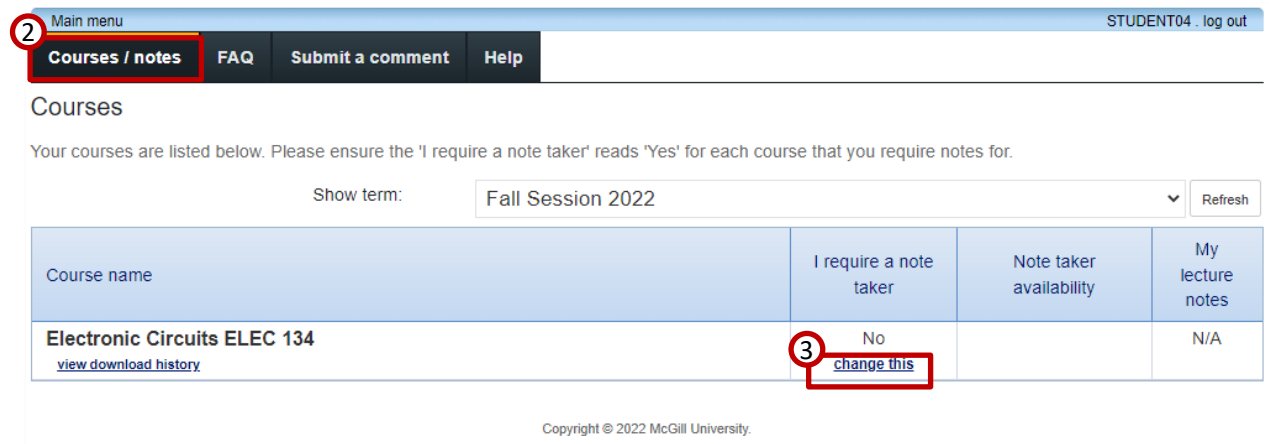 Main menu STUDENT04 . log out
2
Courses / notes FAQ Submit a comment Help
Courses
Your courses are listed below. Please ensure the 'I require a note taker' reads 'Yes' for each course that you require notes for.
Show term: Fall Session 2022 Refresh
Course name
I require a note
taker
Note taker
availability
My
lecture
notes
Electronic Circuits ELEC 134 No N/A
3
view download history change this
Copyright © 2022 McGill University.